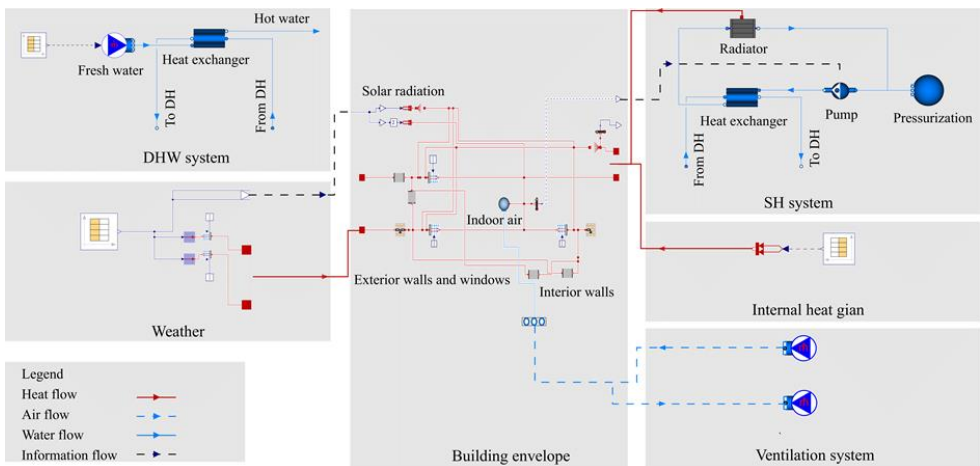 Hot water
Fresh water
Heat exchanger
To DH
From DH
DHW system
Weather
Legend
Heat flow
Air flow
Water flow
Information flow
Solar radiation
Indoor air
Exterior walls and windows
Interior walls
Building envelope
Radiator
Heat exchanger
Pump
Pressurization
From DH
To DH
SH system
Internal heat gian
Ventilation system